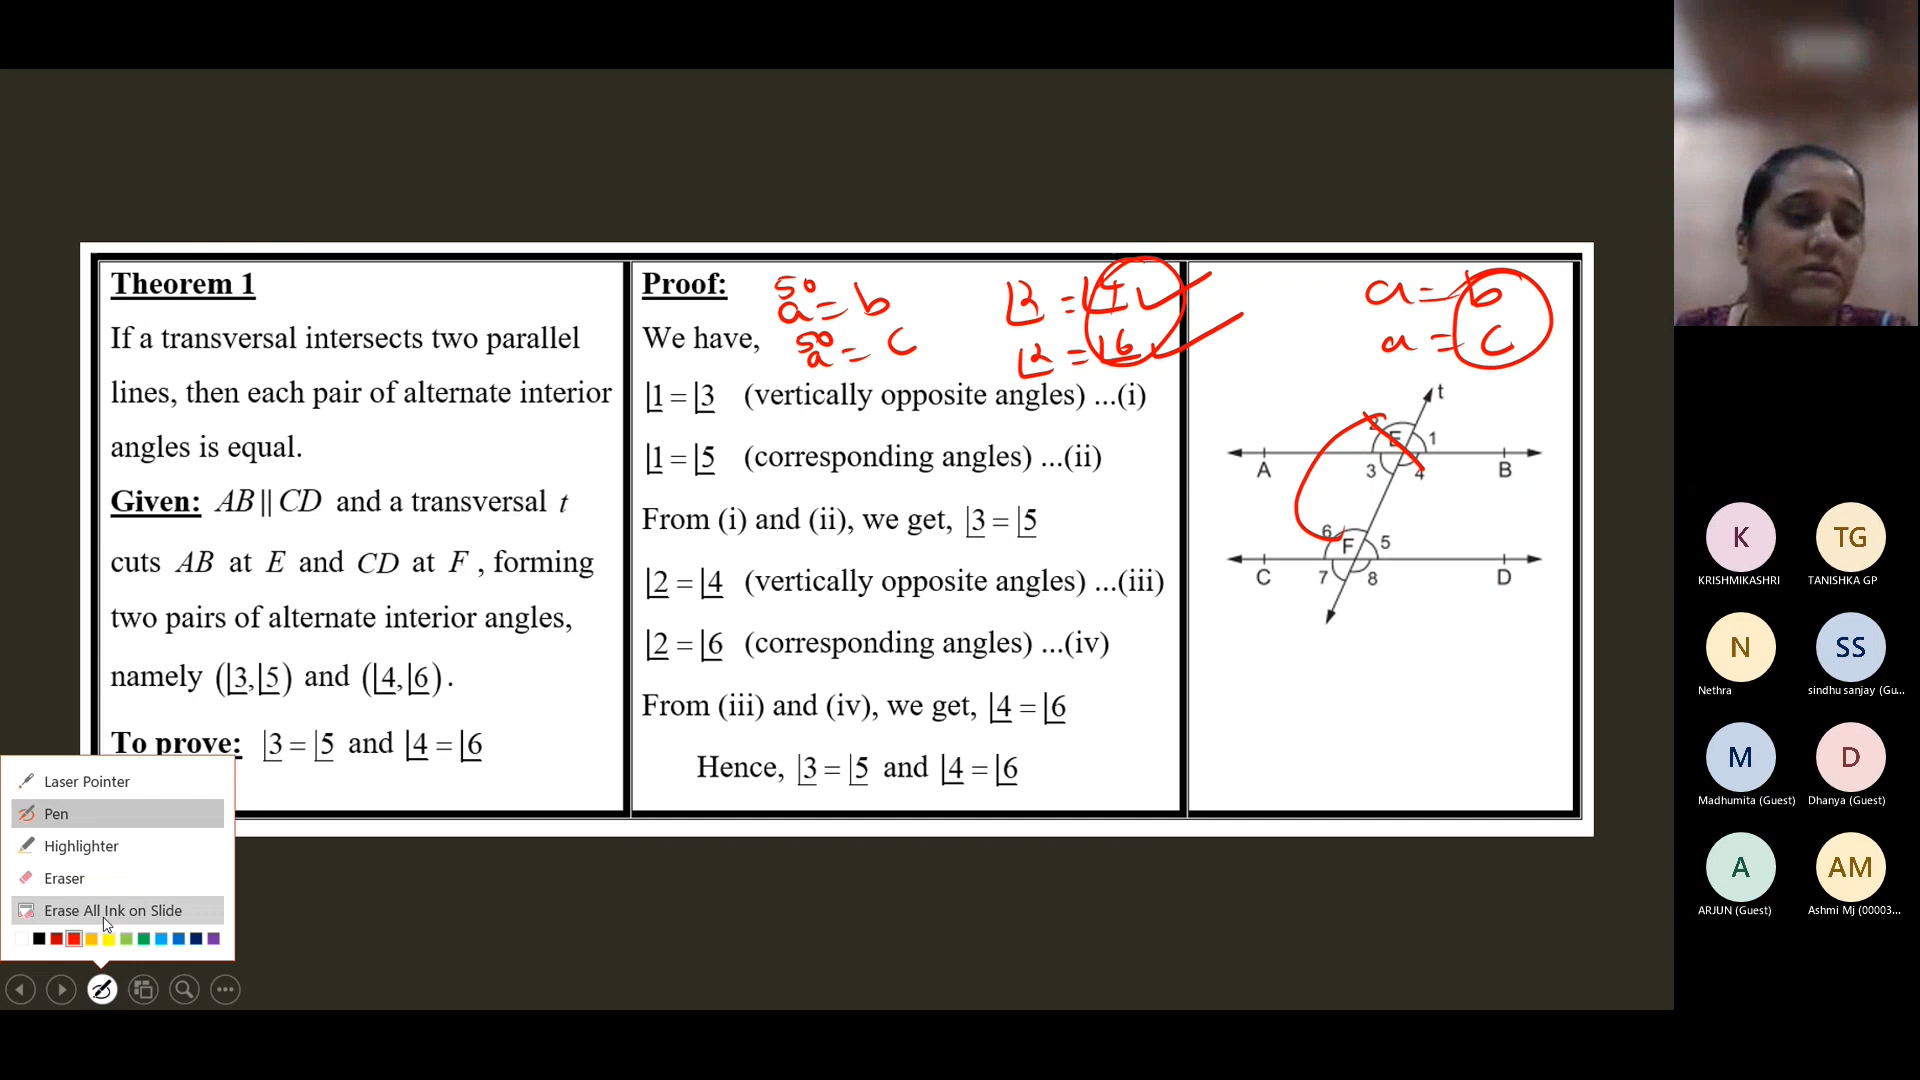 Theorem 1
If a transversal intersects two parallel
lines, then each pair of alternate interior
angles is equal.
Given: AB || CD and a transversal t
cuts AB at E and CD at F , forming
two pairs of alternate interior angles,
namely (∠3,∠5) and (∠4,∠6).
To prove: ∠3 = ∠5 and ∠4 = ∠6
Proof:
50
a = b
50
a = c
∠2 = ∠4
∠2 = ∠6
We have,
∠1 = ∠3 (vertically opposite angles) ...(i)
∠1 = ∠5 (corresponding angles) ...(ii)
From (i) and (ii), we get, ∠3 = ∠5
∠2 = ∠4 (vertically opposite angles) ...(iii)
∠2 = ∠6 (corresponding angles) ...(iv)
From (iii) and (iv), we get, ∠4 = ∠6
Hence, ∠3 = ∠5 and ∠4 = ∠6
a = b
a = c
t
2 E 1
A 3 4 B
6 F 5
C 7 8 D
Laser Pointer
Pen
Highlighter
Eraser
Erase All Ink on Slide
K TG
KRISHMIKASHRI TANISHKA GP
N SS
Nethra sindhu sanjay (Gu...
M D
Madhumita (Guest) Dhanya (Guest)
A AM
ARJUN (Guest) Ashmi Mj (00003...